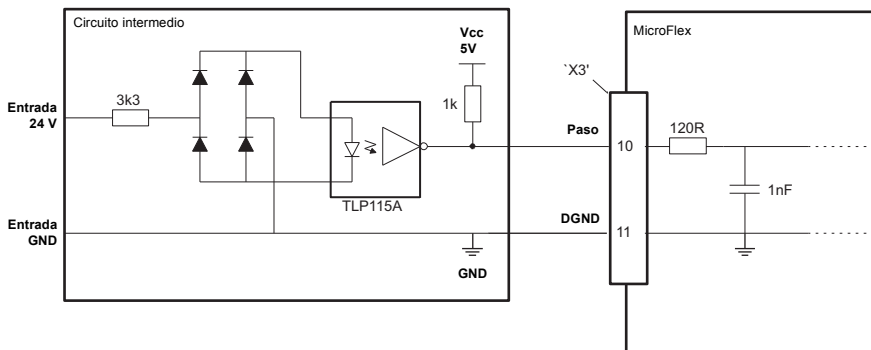 Circuito intermedio
MicroFlex
Vcc
5V
`X3'
3k3
1k
Entrada
24 V
Paso
10
120R
1nF
TLP115A
Entrada
GND
DGND
11
GND